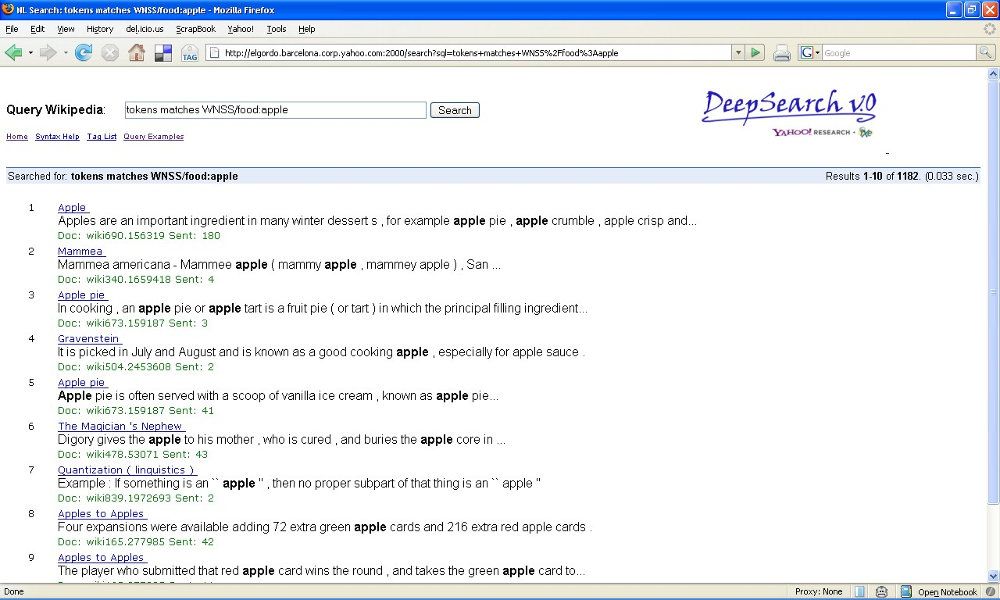 NL Search: tokens matches WNSS/food:apple - Mozilla Firefox
File Edit View History del.icio.us ScrapBook Yahoo! Tools Help
TAG http://elgordo.barcelona.corp.yahoo.com:2000/search?sql=tokens+matches+WNSS%2Ffood%3Aapple G Google
DeepSearch v.0
Query Wikipedia: tokens matches WNSS/food:apple Search
YAHOO! RESEARCH
Home Syntax Help Tag List Query Examples
Searched for: tokens matches WNSS/food:apple Results 1-10 of 1182. (0.033 sec.)
1 Apple
Apples are an important ingredient in many winter dessert s , for example apple pie , apple crumble , apple crisp and...
Doc: wiki690.156319 Sent: 180
2 Mammea
Mammea americana - Mammee apple ( mammy apple , mammey apple ) , San ...
Doc: wiki340.1659418 Sent: 4
3 Apple pie
In cooking , an apple pie or apple tart is a fruit pie ( or tart ) in which the principal filling ingredient...
Doc: wiki673.159187 Sent: 3
4 Gravenstein
It is picked in July and August and is known as a good cooking apple , especially for apple sauce .
Doc: wiki504.2453608 Sent: 2
5 Apple pie
Apple pie is often served with a scoop of vanilla ice cream , known as apple pie...
Doc: wiki673.159187 Sent: 41
6 The Magician 's Nephew
Digory gives the apple to his mother , who is cured , and buries the apple core in ...
Doc: wiki478.53071 Sent: 43
7 Quantization ( linguistics )
Example : If something is an `` apple '' , then no proper subpart of that thing is an `` apple ''
Doc: wiki839.1972693 Sent: 2
8 Apples to Apples
Four expansions were available adding 72 extra green apple cards and 216 extra red apple cards .
Doc: wiki165.277985 Sent: 42
9 Apples to Apples
The player who submitted that red apple card wins the round , and takes the green apple card to...
Done Proxy: None Open Notebook